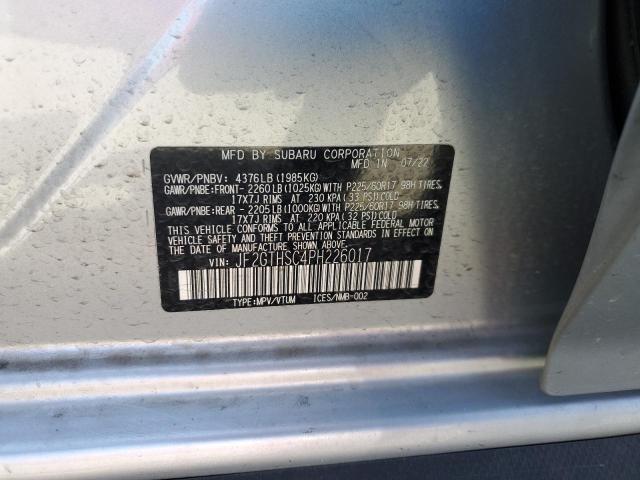 MFD BY SUBARU CORPORATION
MFD IN 07/22
GVWR/PNBV: 4376LB(1985KG)
GAWR/PNBE:FRONT- 2260LB(1025KG)WITH P225/60R17 98H TIRES,
17X7J RIMS AT 230 KPA(33 PSI)COLD
GAWR/PNBE:REAR - 2205LB(1000KG)WITH P225/60R17 98H TIRES,
17X7J RIMS AT 220 KPA(32 PSI)COLD
THIS VEHICLE CONFORMS TO ALL APPLICABLE FEDERAL MOTOR
VEHICLE SAFETY, BUMPER, AND THEFT PREVENTION STANDARDS IN EFFECT
ON THE DATE OF MANUFACTURE SHOWN ABOVE.
VIN: JF2GTHSC4PH226017
TYPE:MPV/VTUM ICES/NMB-002